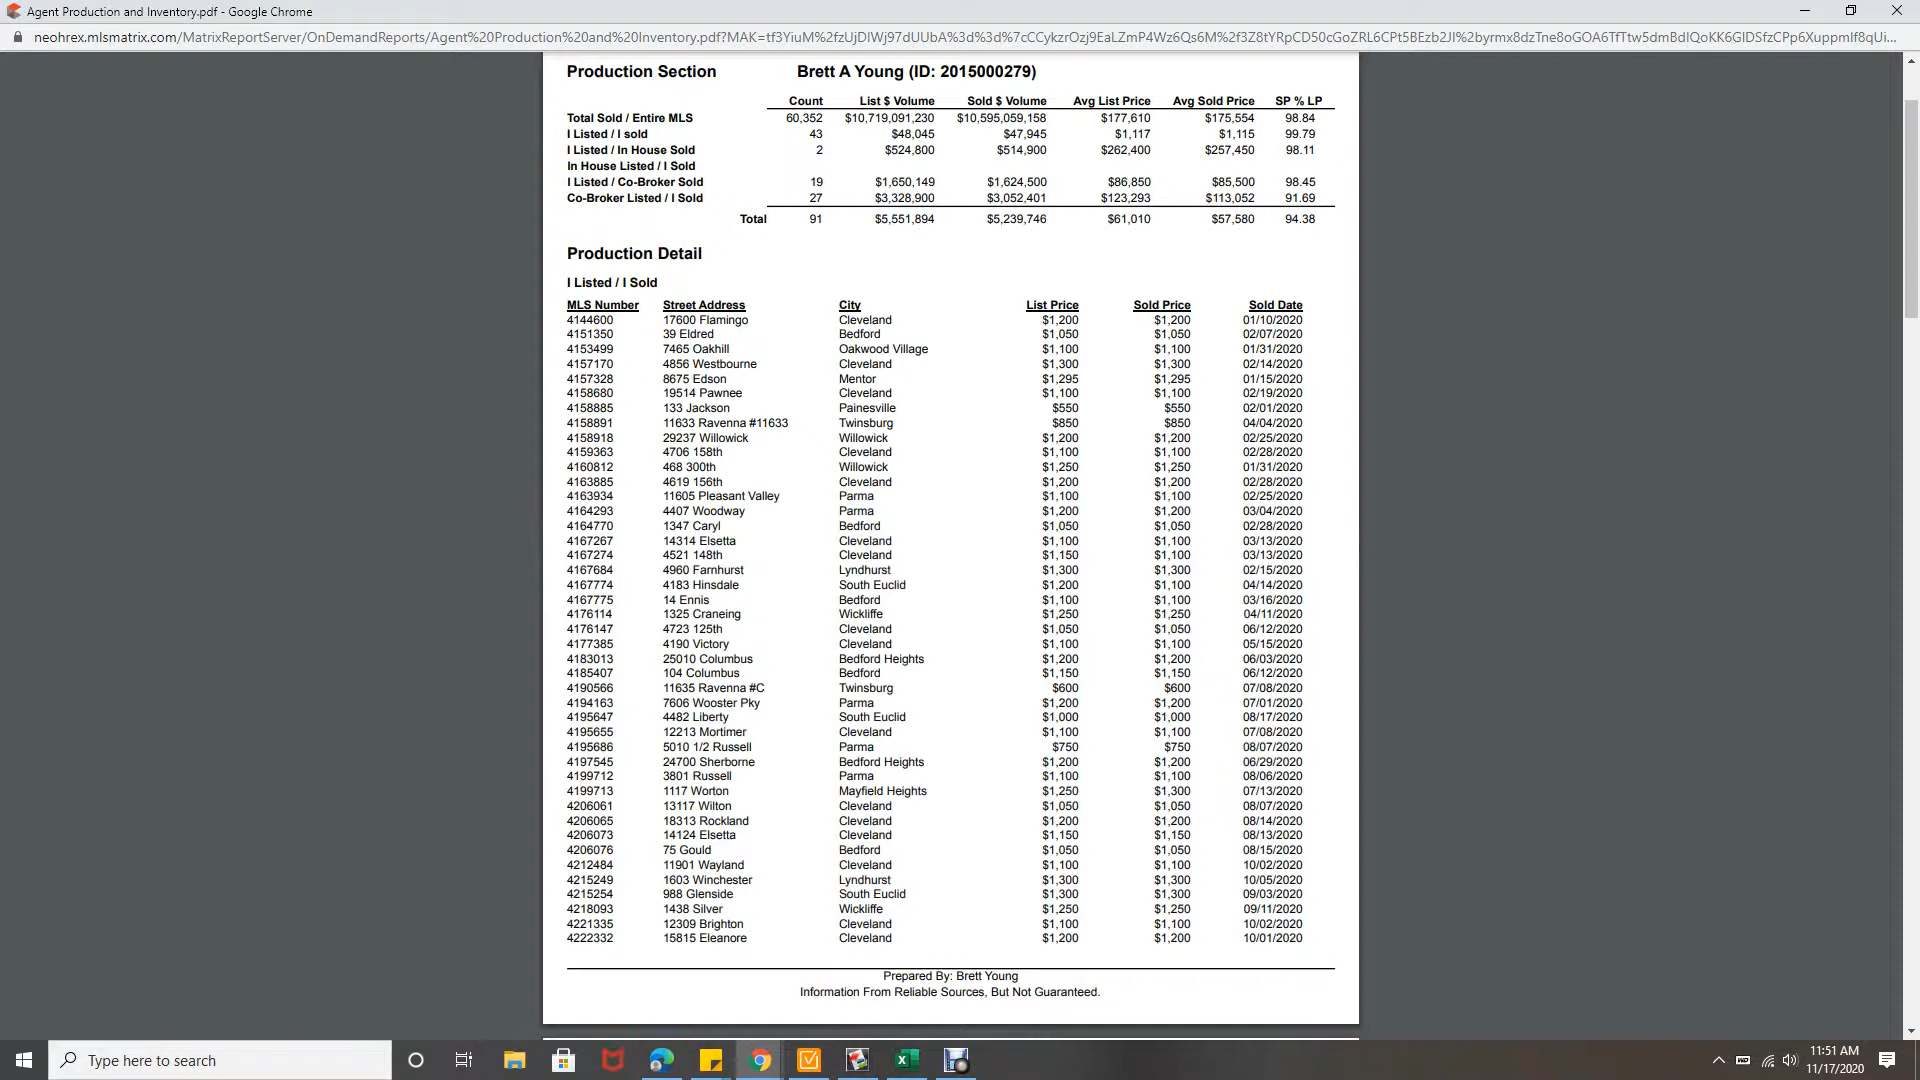 Agent Production and Inventory.pdf - Google Chrome
neohrex.mlsmatrix.com/MatrixReportServer/OnDemandReports/Agent%20Production%20and%20Inventory.pdf?MAK=
Production Section Brett A Young (ID: 2015000279)
Count List $ Volume Sold $ Volume Avg List Price Avg Sold Price SP % LP
Total Sold / Entire MLS 60,352 $10,719,091,230 $10,595,059,158 $177,610 $175,554 98.84
I Listed / I sold 43 $48,045 $47,945 $1,117 $1,115 99.79
I Listed / In House Sold 2 $524,800 $514,900 $262,400 $257,450 98.11
In House Listed / I Sold
I Listed / Co-Broker Sold 19 $1,650,149 $1,624,500 $86,850 $85,500 98.45
Co-Broker Listed / I Sold 27 $3,328,900 $3,052,401 $123,293 $113,052 91.69
Total 91 $5,551,894 $5,239,746 $61,010 $57,580 94.38
Production Detail
I Listed / I Sold
MLS Number Street Address City List Price Sold Price Sold Date
4144600 17600 Flamingo Cleveland $1,200 $1,200 01/10/2020
4151350 39 Eldred Bedford $1,050 $1,050 02/07/2020
4153499 7465 Oakhill Oakwood Village $1,100 $1,100 01/31/2020
4157170 4856 Westbourne Cleveland $1,300 $1,300 02/14/2020
4157328 8675 Edson Mentor $1,295 $1,295 01/15/2020
4158680 19514 Pawnee Cleveland $1,100 $1,100 02/19/2020
4158885 133 Jackson Painesville $550 $550 02/01/2020
4158891 11633 Ravenna #11633 Twinsburg $850 $850 04/04/2020
4158918 29237 Willowick Willowick $1,200 $1,200 02/25/2020
4159363 4706 158th Cleveland $1,100 $1,100 02/28/2020
4160812 468 300th Willowick $1,250 $1,250 01/31/2020
4163885 4619 156th Cleveland $1,200 $1,200 02/28/2020
4163934 11605 Pleasant Valley Parma $1,100 $1,100 02/25/2020
4164293 4407 Woodway Parma $1,200 $1,200 03/04/2020
4164770 1347 Caryl Bedford $1,050 $1,050 02/28/2020
4167267 14314 Elsetta Cleveland $1,100 $1,100 03/13/2020
4167274 4521 148th Cleveland $1,150 $1,100 03/13/2020
4167684 4960 Farnhurst Lyndhurst $1,300 $1,300 02/15/2020
4167774 4183 Hinsdale South Euclid $1,200 $1,100 04/14/2020
4167775 14 Ennis Bedford $1,100 $1,100 03/16/2020
4176114 1325 Craneing Wickliffe $1,250 $1,250 04/11/2020
4176147 4723 125th Cleveland $1,050 $1,050 06/12/2020
4177385 4190 Victory Cleveland $1,100 $1,100 05/15/2020
4183013 25010 Columbus Bedford Heights $1,200 $1,200 06/03/2020
4185407 104 Columbus Bedford $1,150 $1,150 06/12/2020
4190566 11635 Ravenna #C Twinsburg $600 $600 07/08/2020
4194163 7606 Wooster Pky Parma $1,200 $1,200 07/01/2020
4195647 4482 Liberty South Euclid $1,000 $1,000 08/17/2020
4195655 12213 Mortimer Cleveland $1,100 $1,100 07/08/2020
4195686 5010 1/2 Russell Parma $750 $750 08/07/2020
4197545 24700 Sherborne Bedford Heights $1,200 $1,200 06/29/2020
4199712 3801 Russell Parma $1,100 $1,100 08/06/2020
4199713 1117 Worton Mayfield Heights $1,250 $1,300 07/13/2020
4206061 13117 Wilton Cleveland $1,050 $1,050 08/07/2020
4206065 18313 Rockland Cleveland $1,200 $1,200 08/14/2020
4206073 14124 Elsetta Cleveland $1,150 $1,150 08/13/2020
4206076 75 Gould Bedford $1,050 $1,050 08/15/2020
4212484 11901 Wayland Cleveland $1,100 $1,100 10/02/2020
4215249 1603 Winchester Lyndhurst $1,300 $1,300 10/05/2020
4215254 988 Glenside South Euclid $1,300 $1,300 09/03/2020
4218093 1438 Silver Wickliffe $1,250 $1,250 09/11/2020
4221335 12309 Brighton Cleveland $1,100 $1,100 10/02/2020
4222332 15815 Eleanore Cleveland $1,200 $1,200 10/01/2020
Prepared By: Brett Young
Information From Reliable Sources, But Not Guaranteed.
Type here to search
11:51 AM
11/17/2020